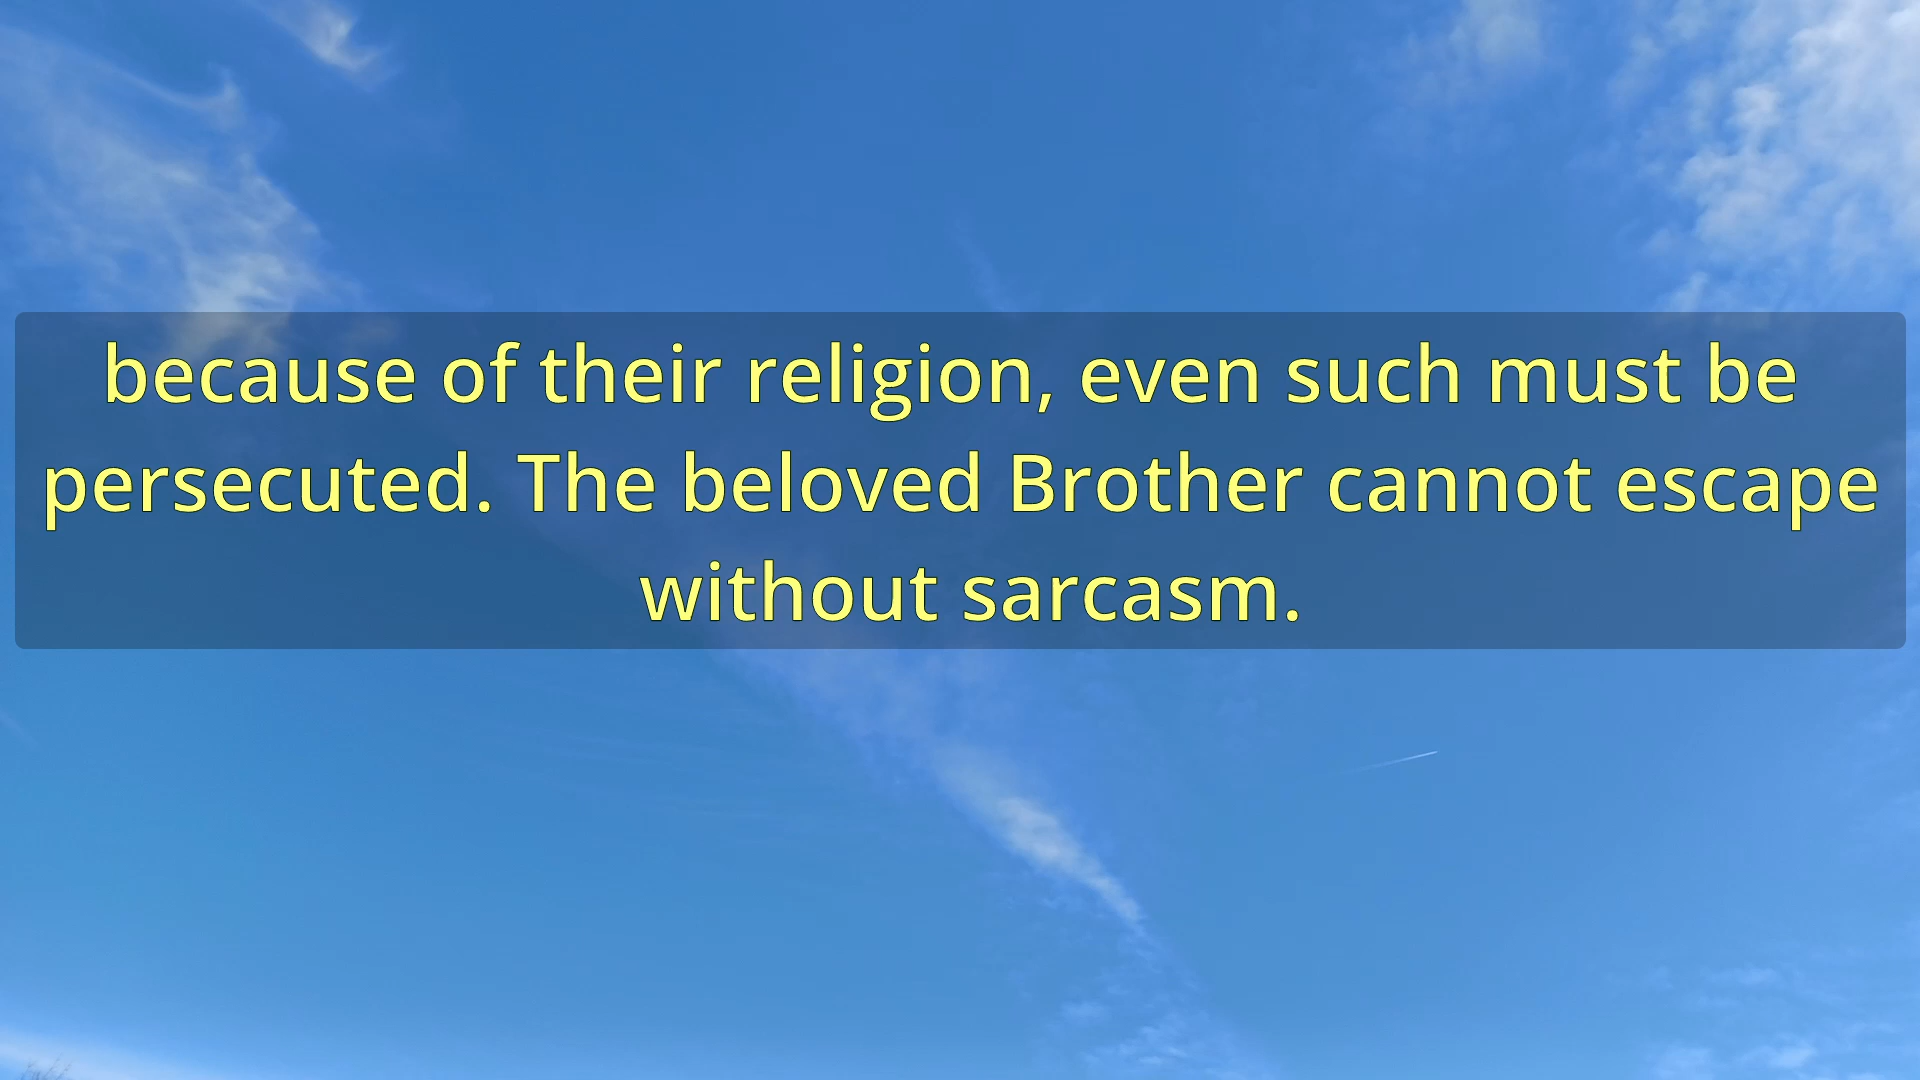 because of their religion, even such must be
persecuted. The beloved Brother cannot escape
without sarcasm.